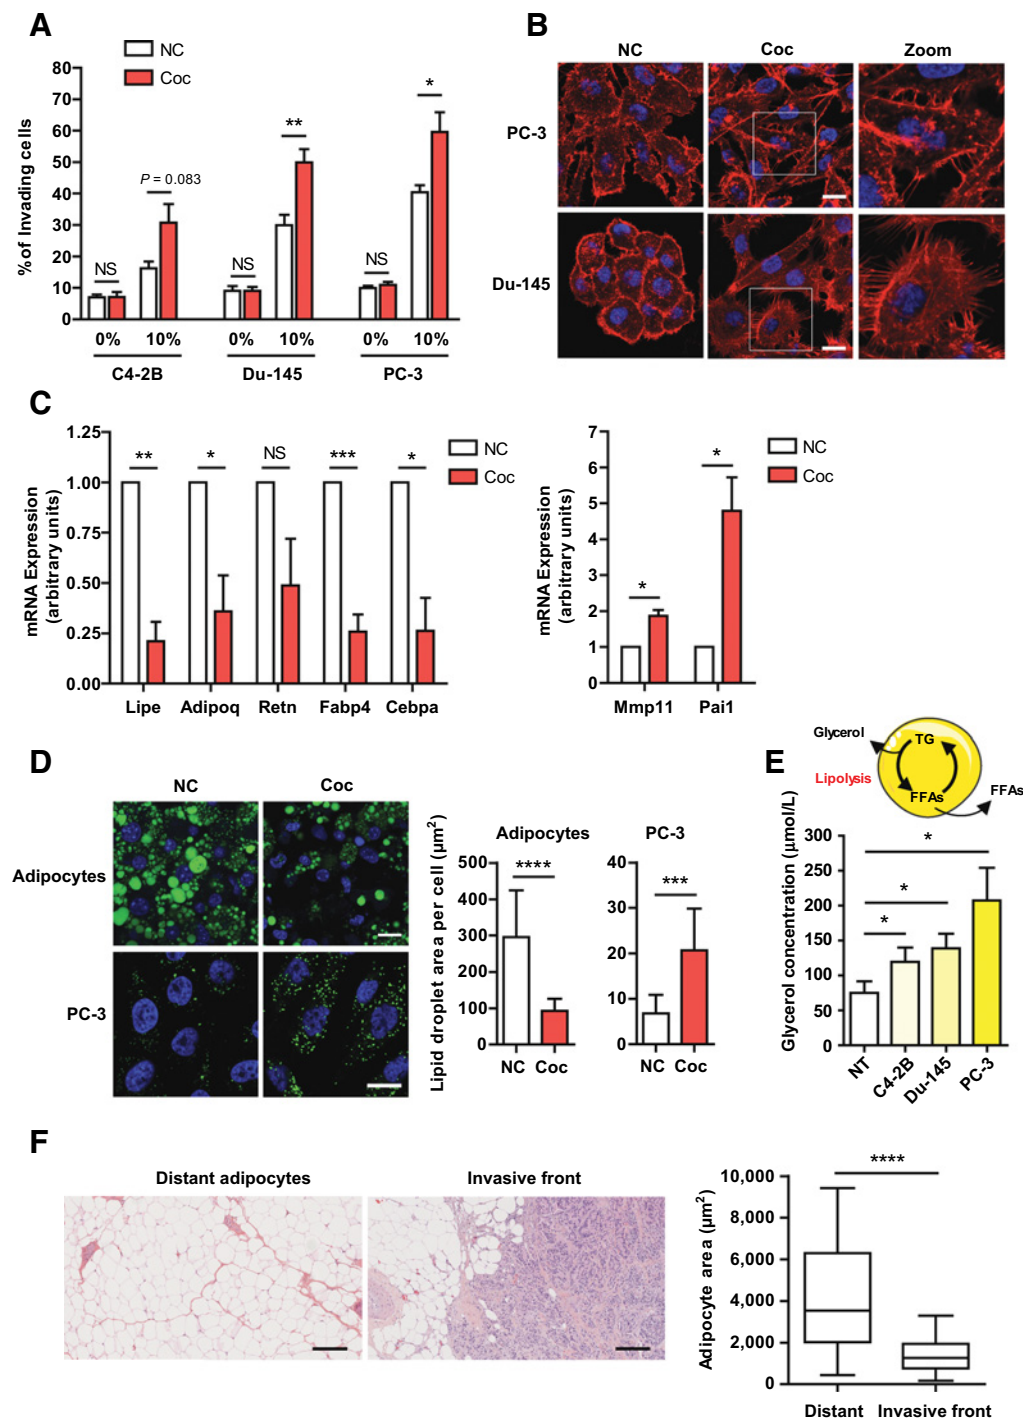 A
NC
Coc
% of Invading cells
80
70
60
50
40
30
20
10
0
NS
P = 0.083
NS
**
NS
*
0% 10% 0% 10% 0% 10%
C4-2B Du-145 PC-3
B
NC Coc Zoom
PC-3
Du-145
C
mRNA Expression
(arbitrary units)
1.25
1.00
0.75
0.50
0.25
0.00
** * NS *** *
NC
Coc
Lipe Adipoq Retn Fabp4 Cebpa
mRNA Expression
(arbitrary units)
7
6
5
4
3
2
1
0
* *
NC
Coc
Mmp11 Pai1
D
NC Coc
Adipocytes
PC-3
Lipid droplet area per cell (µm²)
Adipocytes
500
400
300
200
100
0
****
NC Coc
PC-3
40
30
20
10
0
***
NC Coc
E
Glycerol
TG
Lipolysis
FFAs
FFAs
Glycerol concentration (µmol/L)
300
250
200
150
100
50
0
*
*
*
NT C4-2B Du-145 PC-3
F
Distant adipocytes Invasive front
Adipocyte area (µm²)
10,000
8,000
6,000
4,000
2,000
0
****
Distant Invasive front